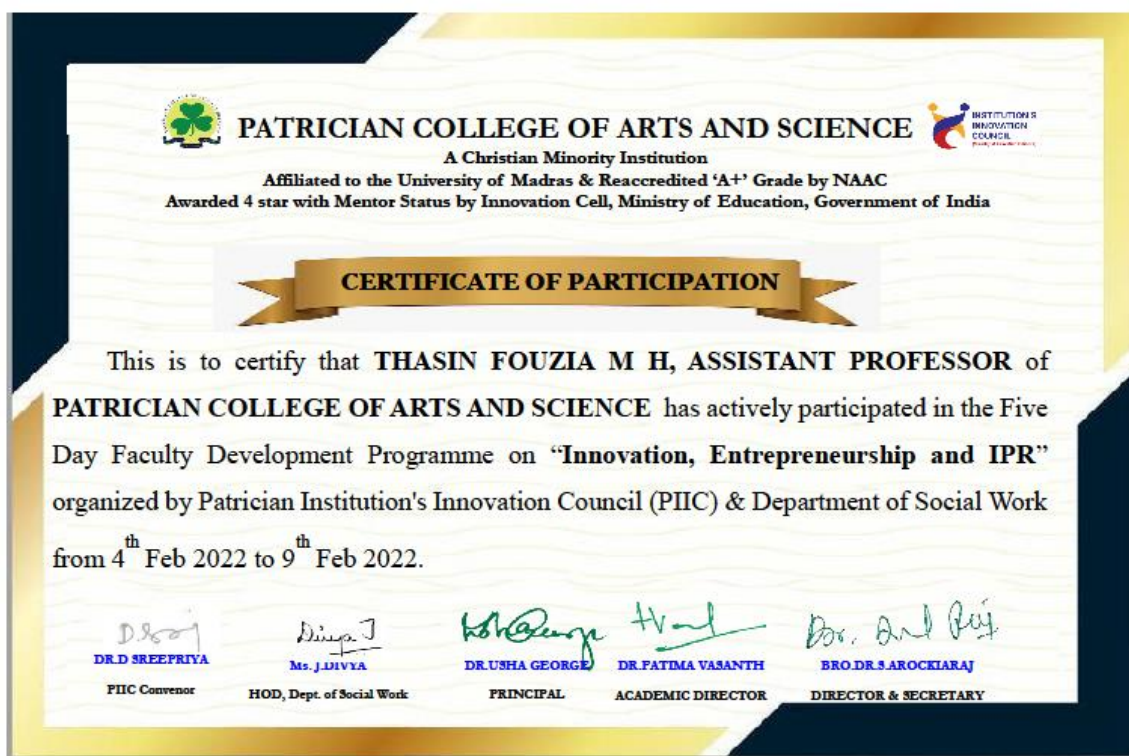 PATRICIAN COLLEGE OF ARTS AND SCIENCE
INSTITUTION'S
INNOVATION
COUNCIL
A Christian Minority Institution
Affiliated to the University of Madras & Reaccredited ‘A+’ Grade by NAAC
Awarded 4 star with Mentor Status by Innovation Cell, Ministry of Education, Government of India
CERTIFICATE OF PARTICIPATION
This is to certify that THASIN FOUZIA M H, ASSISTANT PROFESSOR of
PATRICIAN COLLEGE OF ARTS AND SCIENCE has actively participated in the Five
Day Faculty Development Programme on “Innovation, Entrepreneurship and IPR”
organized by Patrician Institution's Innovation Council (PIIC) & Department of Social Work
from 4th Feb 2022 to 9th Feb 2022.
Divya J
DR.D SREEPRIYA
Ms. J.DIVYA
DR.USHA GEORGE
DR.FATIMA VASANTH
BRO.DR.S.AROCKIARAJ
PIIC Convenor
HOD, Dept. of Social Work
PRINCIPAL
ACADEMIC DIRECTOR
DIRECTOR & SECRETARY